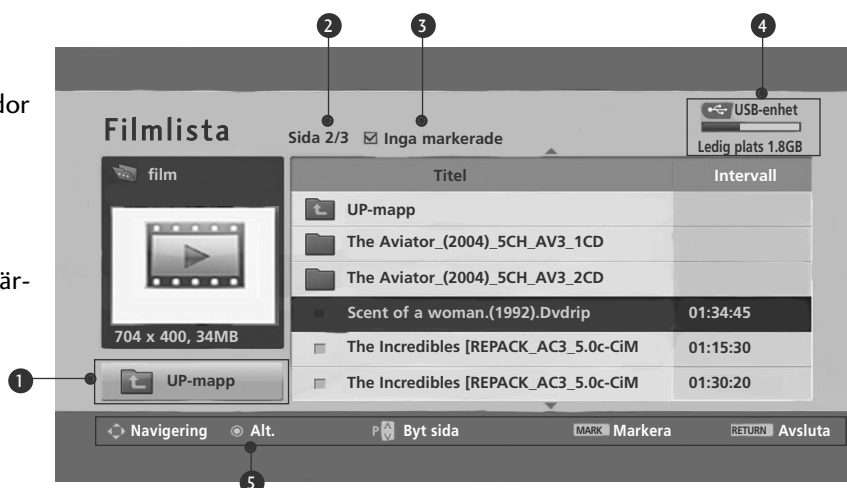 2 3 4
dor
är-
USB-enhet
Filmlista Sida 2/3 Inga markerade
Ledig plats 1.8GB
film Titel Intervall
UP-mapp
The Aviator_(2004)_5CH_AV3_1CD
The Aviator_(2004)_5CH_AV3_2CD
Scent of a woman.(1992).Dvdrip 01:34:45
704 x 400, 34MB
The Incredibles [REPACK_AC3_5.0c-CiM 01:15:30
1 UP-mapp
The Incredibles [REPACK_AC3_5.0c-CiM 01:30:20
Navigering Alt. P Byt sida MARK Markera RETURN Avsluta
5